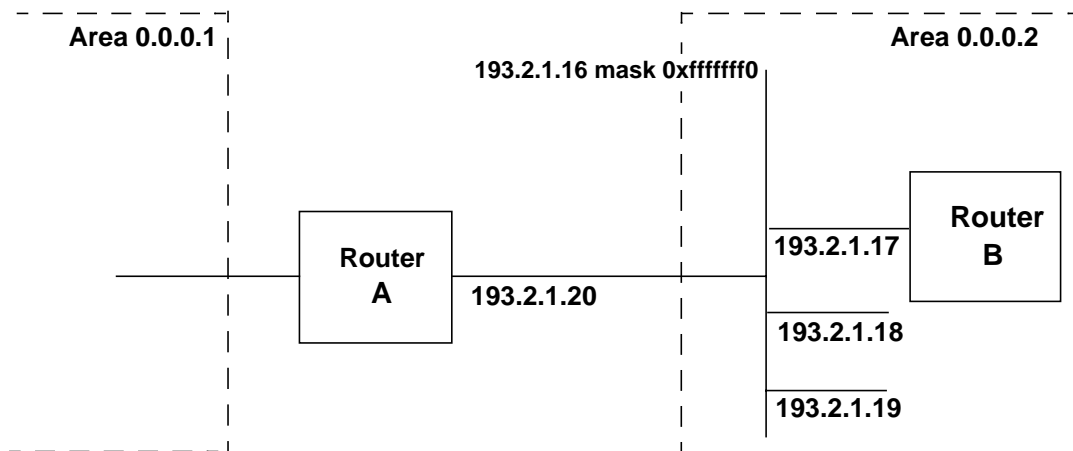 Area 0.0.0.1
Area 0.0.0.2
193.2.1.16 mask 0xfffffff0
Router
A
193.2.1.20
193.2.1.17
Router
B
193.2.1.18
193.2.1.19